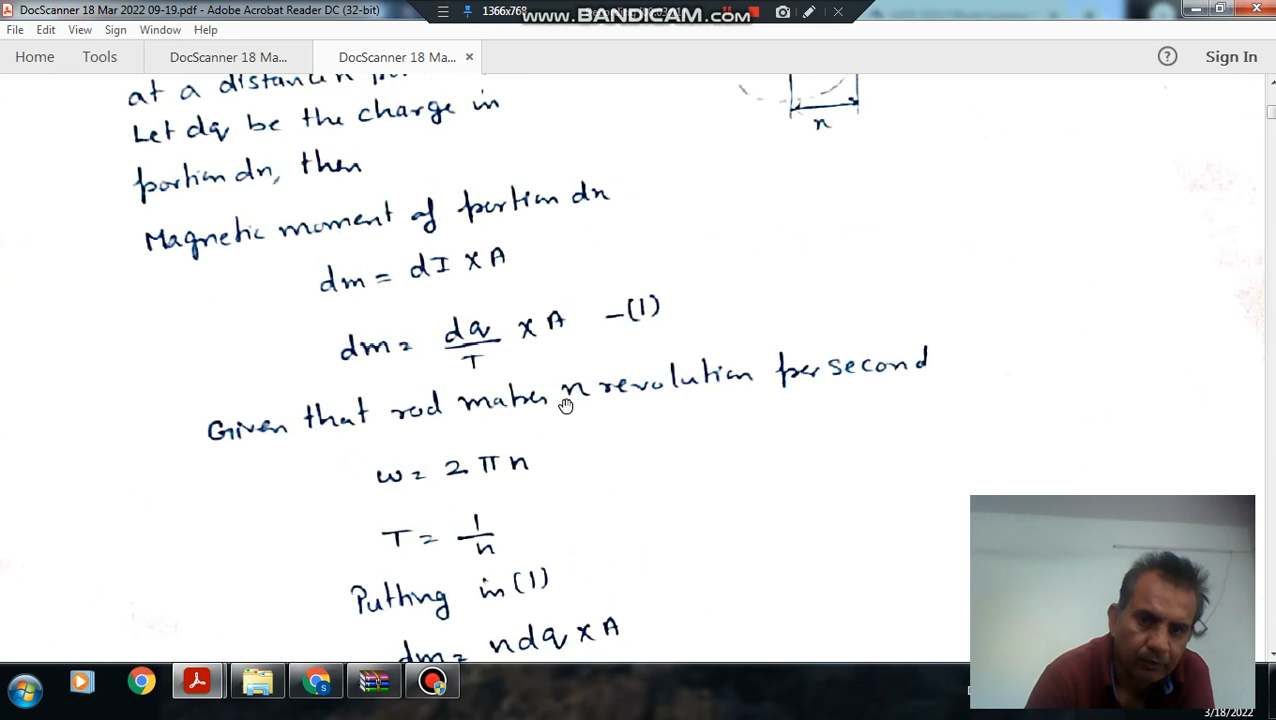 DocScanner 18 Mar 2022 09-19.pdf - Adobe Acrobat Reader DC (32-bit)
1366x768
www.BANDICAM.com
File Edit View Sign Window Help
Home Tools DocScanner 18 Ma... DocScanner 18 Ma... × ? Sign In
at a distance x
Let dq be the charge in
x
portion dx, then
Magnetic moment of portion dx
dm = dI × A
dm = dq/T × A -(1)
Given that rod makes n revolution per second
ω = 2πn
T = 1/n
Putting in (1)
dm = ndq × A
3/18/2022